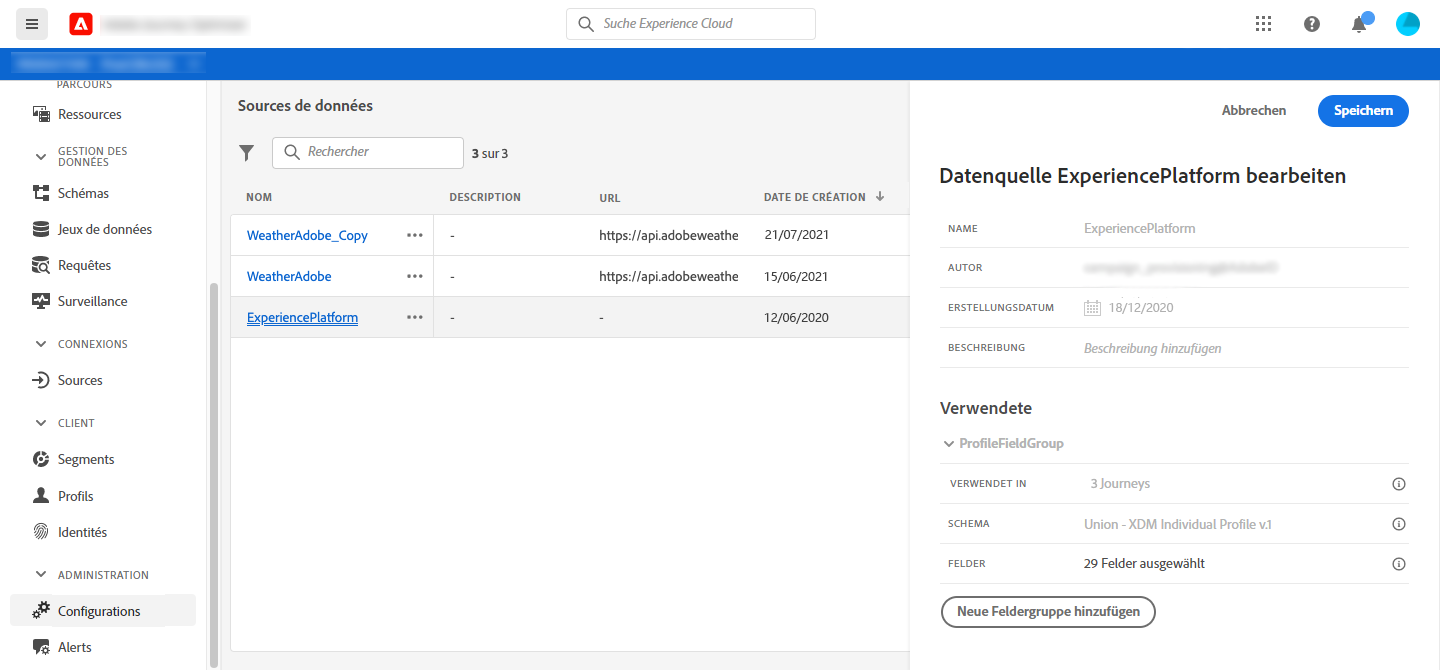 Suche Experience Cloud
PARCOURS
Ressources
GESTION DES
DONNÉES
Schémas
Jeux de données
Requêtes
Surveillance
CONNEXIONS
Sources
CLIENT
Segments
Profils
Identités
ADMINISTRATION
Configurations
Alerts
Sources de données
Rechercher
3 sur 3
NOM DESCRIPTION URL DATE DE CRÉATION
WeatherAdobe_Copy - https://api.adobeweathe 21/07/2021
WeatherAdobe - https://api.adobeweathe 15/06/2021
ExperiencePlatform - - 12/06/2020
Abbrechen
Speichern
Datenquelle ExperiencePlatform bearbeiten
NAME ExperiencePlatform
AUTOR
ERSTELLUNGSDATUM 18/12/2020
BESCHREIBUNG Beschreibung hinzufügen
Verwendete
ProfileFieldGroup
VERWENDET IN 3 Journeys
SCHEMA Union - XDM Individual Profile v.1
FELDER 29 Felder ausgewählt
Neue Feldergruppe hinzufügen